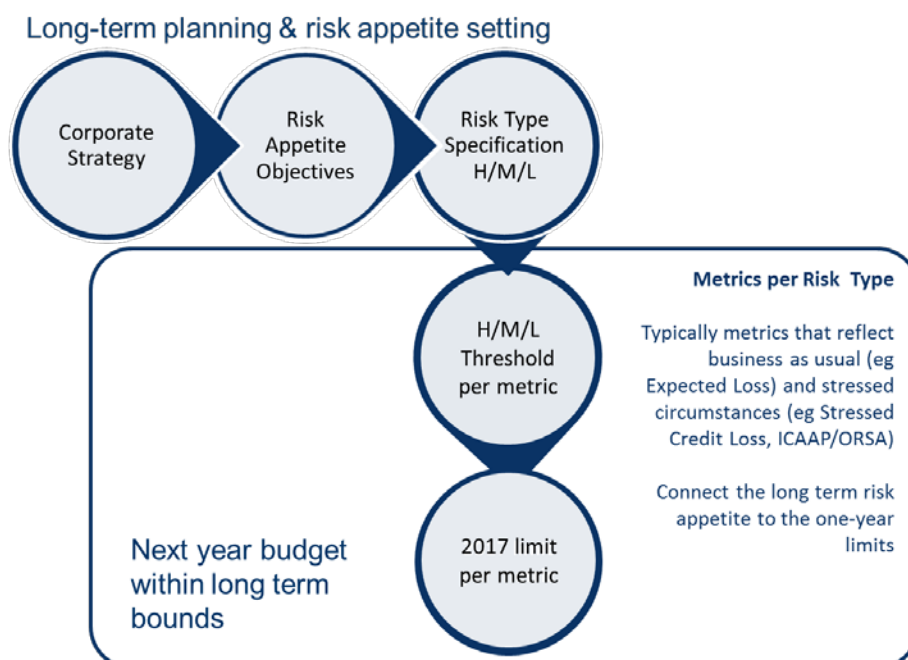 Long-term planning & risk appetite setting
Corporate
Strategy
Risk
Appetite
Objectives
Risk Type
Specification
H/M/L
H/M/L
Threshold
per metric
2017 limit
per metric
Metrics per Risk Type
Typically metrics that reflect
business as usual (eg
Expected Loss) and stressed
circumstances (eg Stressed
Credit Loss, ICAAP/ORSA)
Connect the long term risk
appetite to the one-year
limits
Next year budget
within long term
bounds